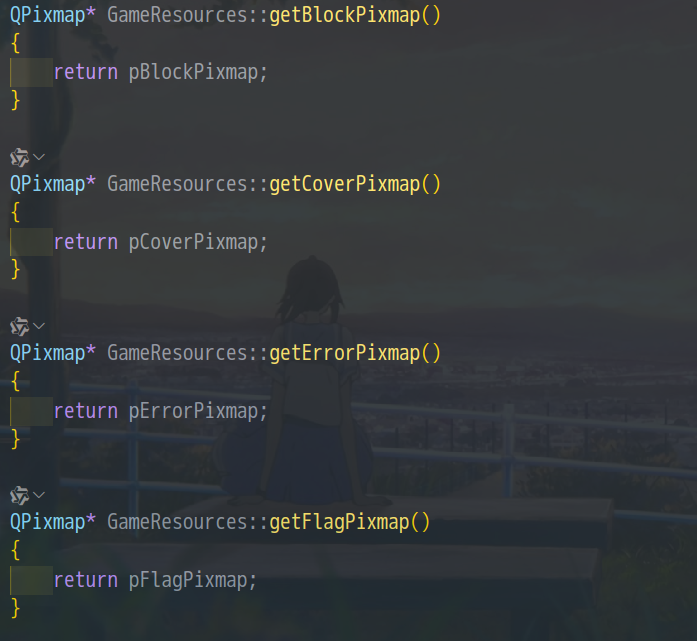 QPixmap* GameResources::getBlockPixmap()
{
    return pBlockPixmap;
}
QPixmap* GameResources::getCoverPixmap()
{
    return pCoverPixmap;
}
QPixmap* GameResources::getErrorPixmap()
{
    return pErrorPixmap;
}
QPixmap* GameResources::getFlagPixmap()
{
    return pFlagPixmap;
}